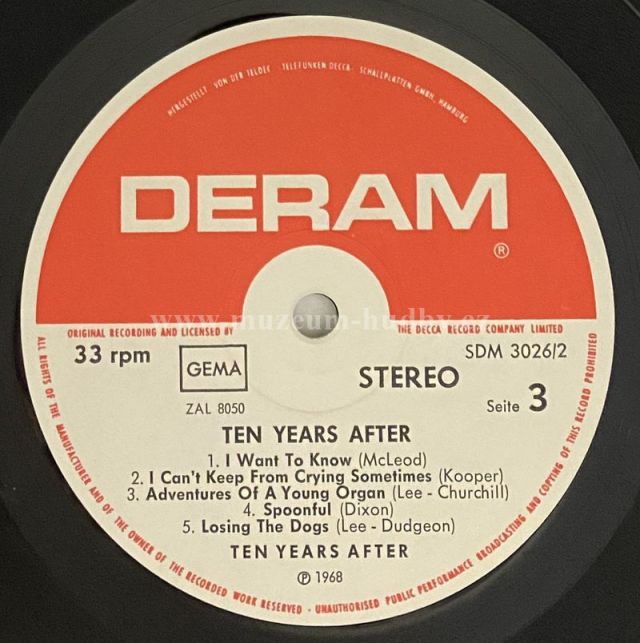 HERGESTELLT VON DER TELDEC · TELEFUNKEN DECCA · SCHALLPLATTEN GMBH, HAMBURG
DERAM
®
www.muzeum-hudby.cz
ORIGINAL RECORDING AND LICENSED BY THE DECCA RECORD COMPANY LIMITED
33 rpm
GEMA
STEREO
SDM 3026/2
ZAL 8050
Seite 3
TEN YEARS AFTER
1. I Want To Know (McLeod)
2. I Can't Keep From Crying Sometimes (Kooper)
3. Adventures Of A Young Organ (Lee - Churchill)
4. Spoonful (Dixon)
5. Losing The Dogs (Lee - Dudgeon)
TEN YEARS AFTER
℗ 1968
ALL RIGHTS OF THE MANUFACTURER AND OF THE OWNER OF THE RECORDED WORK RESERVED - UNAUTHORISED PUBLIC PERFORMANCE BROADCASTING AND COPYING OF THIS RECORD PROHIBITED